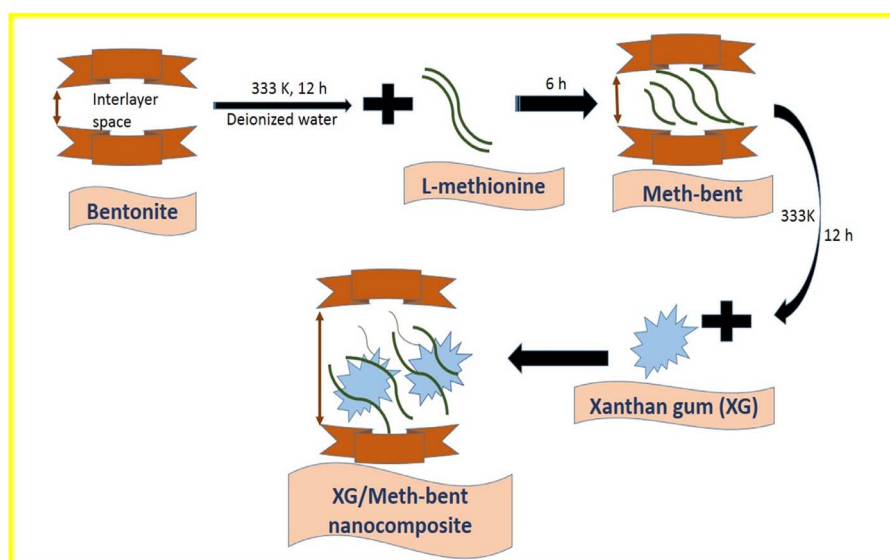 Interlayer
space
333 K, 12 h
Deionized water
6 h
Bentonite
L-methionine
Meth-bent
333K
12 h
Xanthan gum (XG)
XG/Meth-bent
nanocomposite